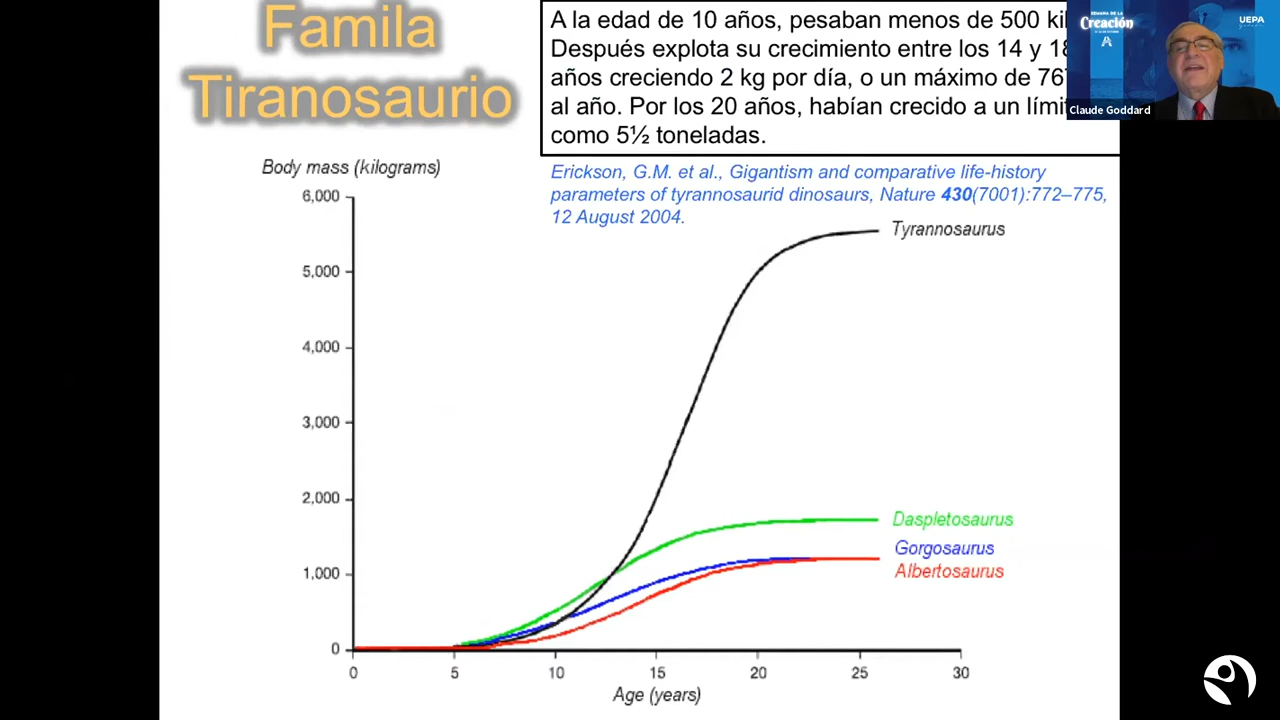 Famila
Tiranosaurio
A la edad de 10 años, pesaban menos de 500
Después explota su crecimiento entre los 14 y
años creciendo 2 kg por día, o un máximo de
al año. Por los 20 años, habían crecido a un
como 5½ toneladas.
Erickson, G.M. et al., Gigantism and comparative life-history
parameters of tyrannosaurid dinosaurs, Nature 430(7001):772–775,
12 August 2004.
SEMANA DE LA
Creación
UEPA
Claude Goddard
Body mass (kilograms)
6,000
5,000
4,000
3,000
2,000
1,000
0
Tyrannosaurus
Daspletosaurus
Gorgosaurus
Albertosaurus
0 5 10 15 20 25 30
Age (years)